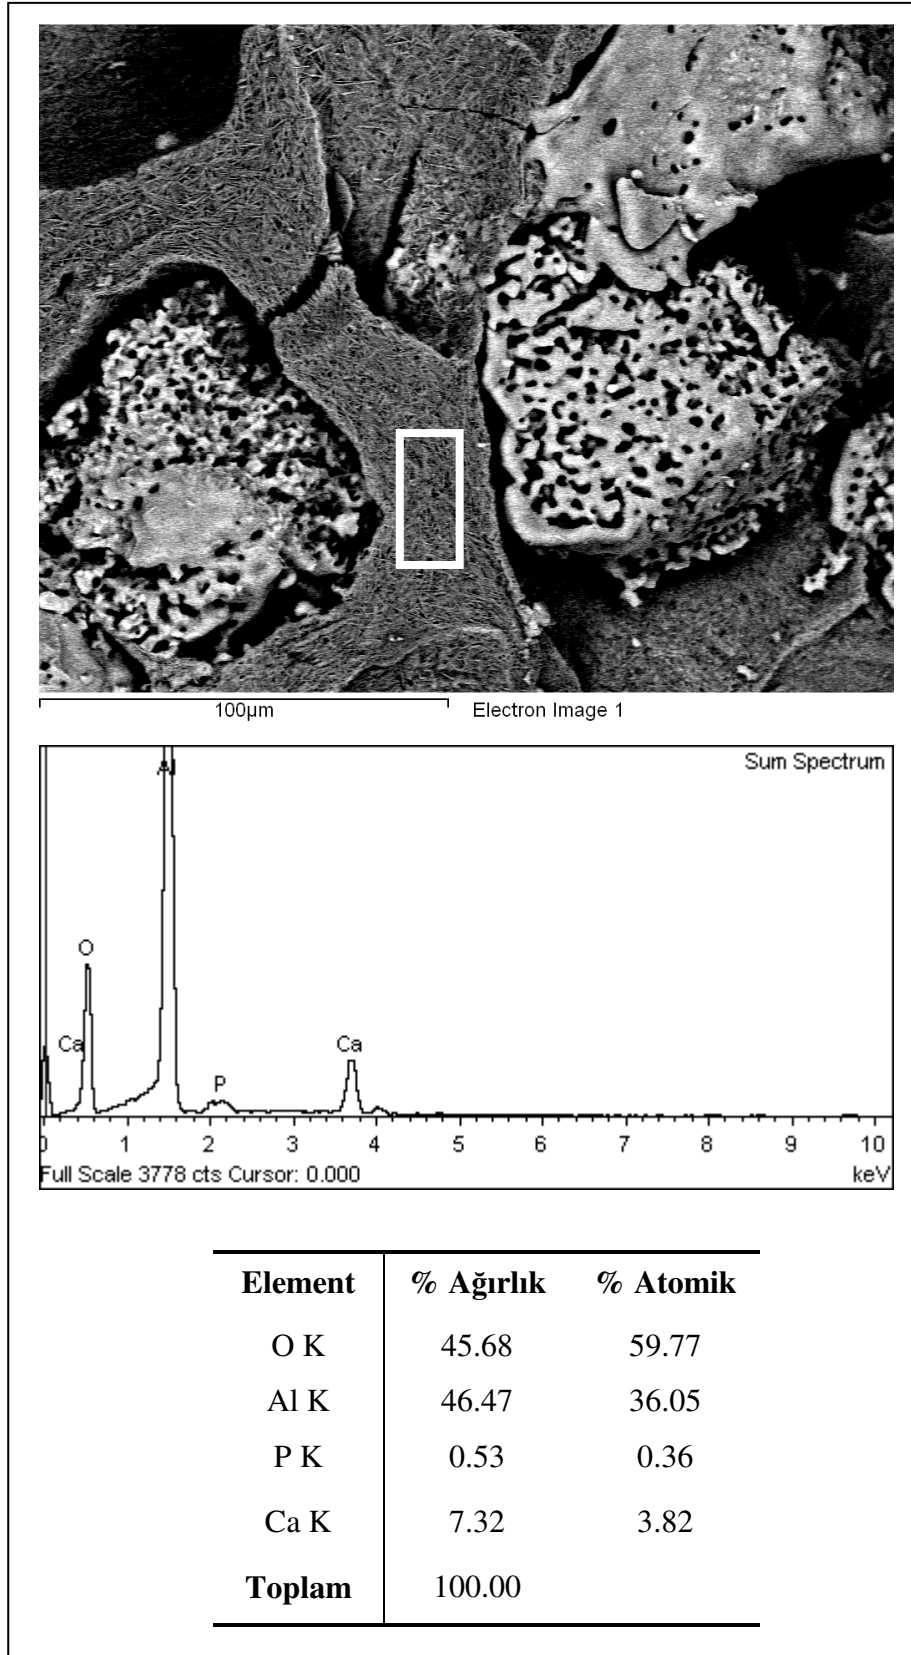 100µm Electron Image 1
Sum Spectrum
Al
O
Ca
P
Ca
0 1 2 3 4 5 6 7 8 9 10
Full Scale 3778 cts Cursor: 0.000 keV
Element % Ağırlık % Atomik
O K 45.68 59.77
Al K 46.47 36.05
P K 0.53 0.36
Ca K 7.32 3.82
Toplam 100.00